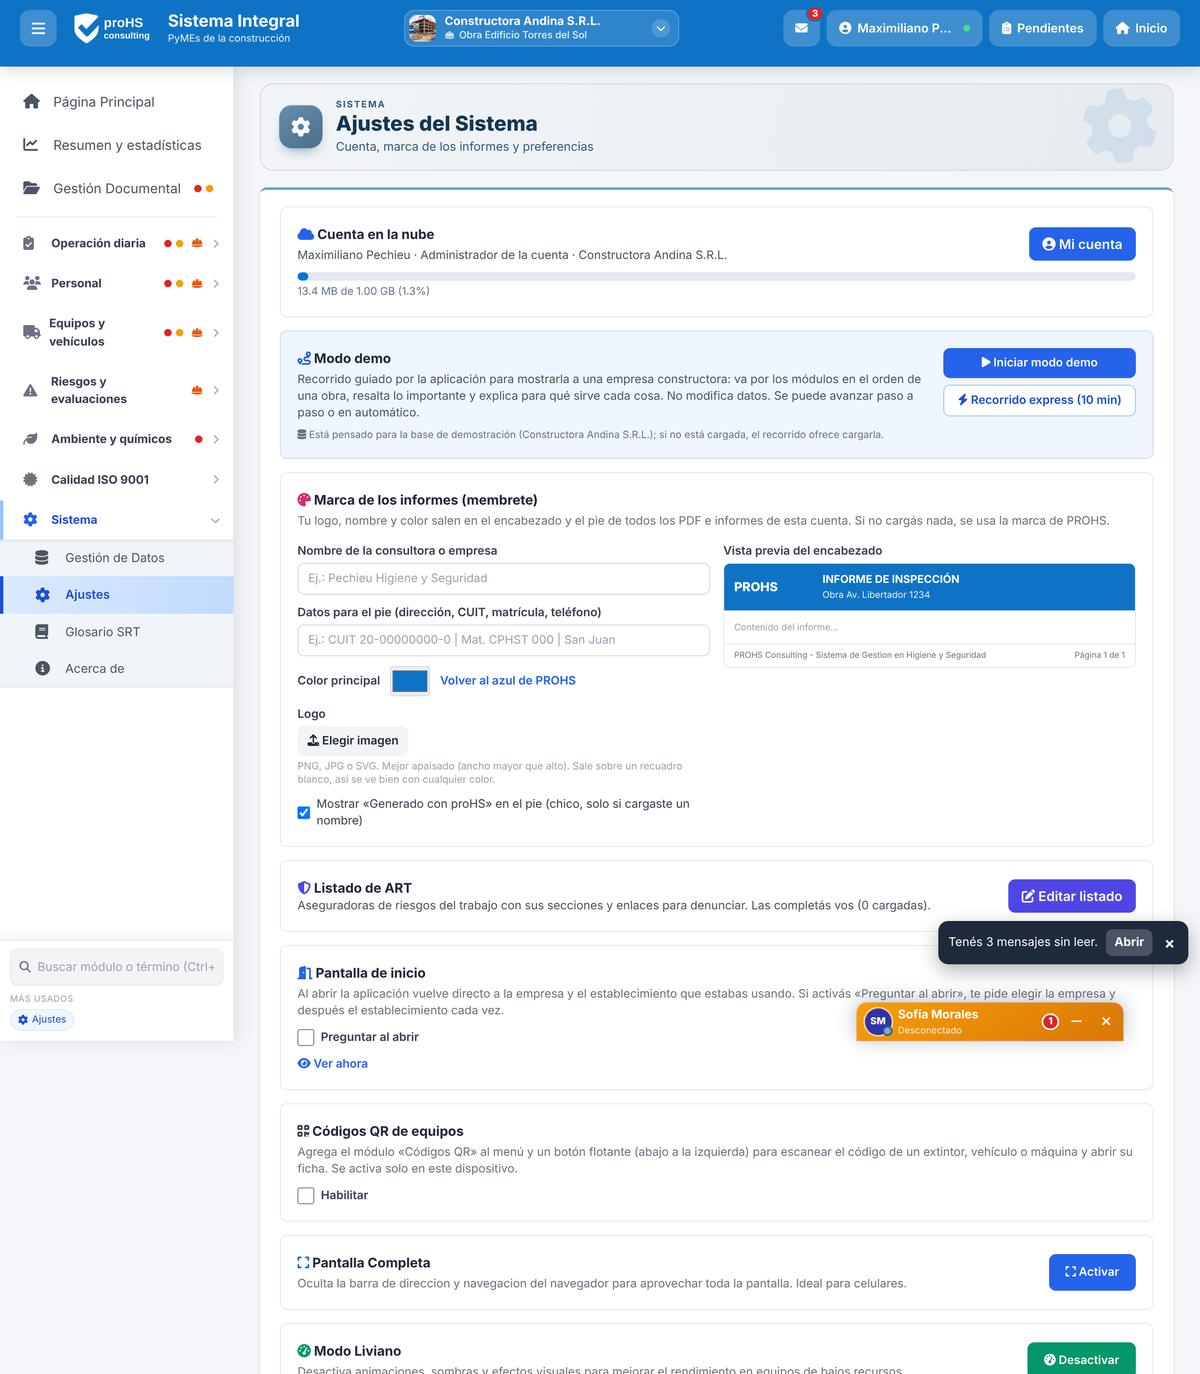 proHS
consulting
Sistema Integral
PyMEs de la construcción
Constructora Andina S.R.L.
Obra Edificio Torres del Sol
3
Maximiliano P...
Pendientes
Inicio
Página Principal
Resumen y estadísticas
Gestión Documental
Operación diaria
Personal
Equipos y
vehículos
Riesgos y
evaluaciones
Ambiente y químicos
Calidad ISO 9001
Sistema
Gestión de Datos
Ajustes
Glosario SRT
Acerca de
Buscar módulo o término (Ctrl+
MÁS USADOS
Ajustes
SISTEMA
Ajustes del Sistema
Cuenta, marca de los informes y preferencias
Cuenta en la nube
Maximiliano Pechieu · Administrador de la cuenta · Constructora Andina S.R.L.
Mi cuenta
13.4 MB de 1.00 GB (1.3%)
Modo demo
Recorrido guiado por la aplicación para mostrarla a una empresa constructora: va por los módulos en el orden de
una obra, resalta lo importante y explica para qué sirve cada cosa. No modifica datos. Se puede avanzar paso a
paso o en automático.
Está pensado para la base de demostración (Constructora Andina S.R.L.); si no está cargada, el recorrido ofrece cargarla.
Iniciar modo demo
Recorrido express (10 min)
Marca de los informes (membrete)
Tu logo, nombre y color salen en el encabezado y el pie de todos los PDF e informes de esta cuenta. Si no cargás nada, se usa la marca de PROHS.
Nombre de la consultora o empresa
Ej.: Pechieu Higiene y Seguridad
Datos para el pie (dirección, CUIT, matrícula, teléfono)
Ej.: CUIT 20-00000000-0 | Mat. CPHST 000 | San Juan
Color principal
Volver al azul de PROHS
Logo
Elegir imagen
PNG, JPG o SVG. Mejor apaisado (ancho mayor que alto). Sale sobre un recuadro
blanco, así se ve bien con cualquier color.
Mostrar «Generado con proHS» en el pie (chico, solo si cargaste un
nombre)
Vista previa del encabezado
PROHS
INFORME DE INSPECCIÓN
Obra Av. Libertador 1234
Contenido del informe...
PROHS Consulting - Sistema de Gestion en Higiene y Seguridad
Página 1 de 1
Listado de ART
Aseguradoras de riesgos del trabajo con sus secciones y enlaces para denunciar. Las completás vos (0 cargadas).
Editar listado
Tenés 3 mensajes sin leer.
Abrir
Pantalla de inicio
Al abrir la aplicación vuelve directo a la empresa y el establecimiento que estabas usando. Si activás «Preguntar al abrir», te pide elegir la empresa y
después el establecimiento cada vez.
Preguntar al abrir
Ver ahora
SM
Sofía Morales
Desconectado
1
Códigos QR de equipos
Agrega el módulo «Códigos QR» al menú y un botón flotante (abajo a la izquierda) para escanear el código de un extintor, vehículo o máquina y abrir su
ficha. Se activa solo en este dispositivo.
Habilitar
Pantalla Completa
Oculta la barra de direccion y navegacion del navegador para aprovechar toda la pantalla. Ideal para celulares.
Activar
Modo Liviano
Desactiva animaciones, sombras y efectos visuales para mejorar el rendimiento en equipos de bajos recursos.
Desactivar